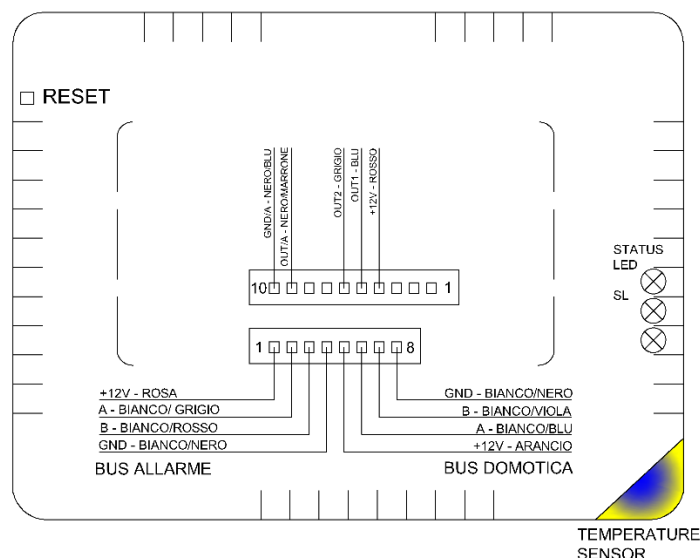 RESET
GND/A - NERO/BLU
OUT/A - NERO/MARRONE
OUT2 - GRIGIO
OUT1 - BLU
+12V - ROSSO
STATUS
LED
SL
10 1
1 8
+12V - ROSA
A - BIANCO/ GRIGIO
B - BIANCO/ROSSO
GND - BIANCO/NERO
BUS ALLARME
GND - BIANCO/NERO
B - BIANCO/VIOLA
A - BIANCO/BLU
+12V - ARANCIO
BUS DOMOTICA
TEMPERATURE
SENSOR